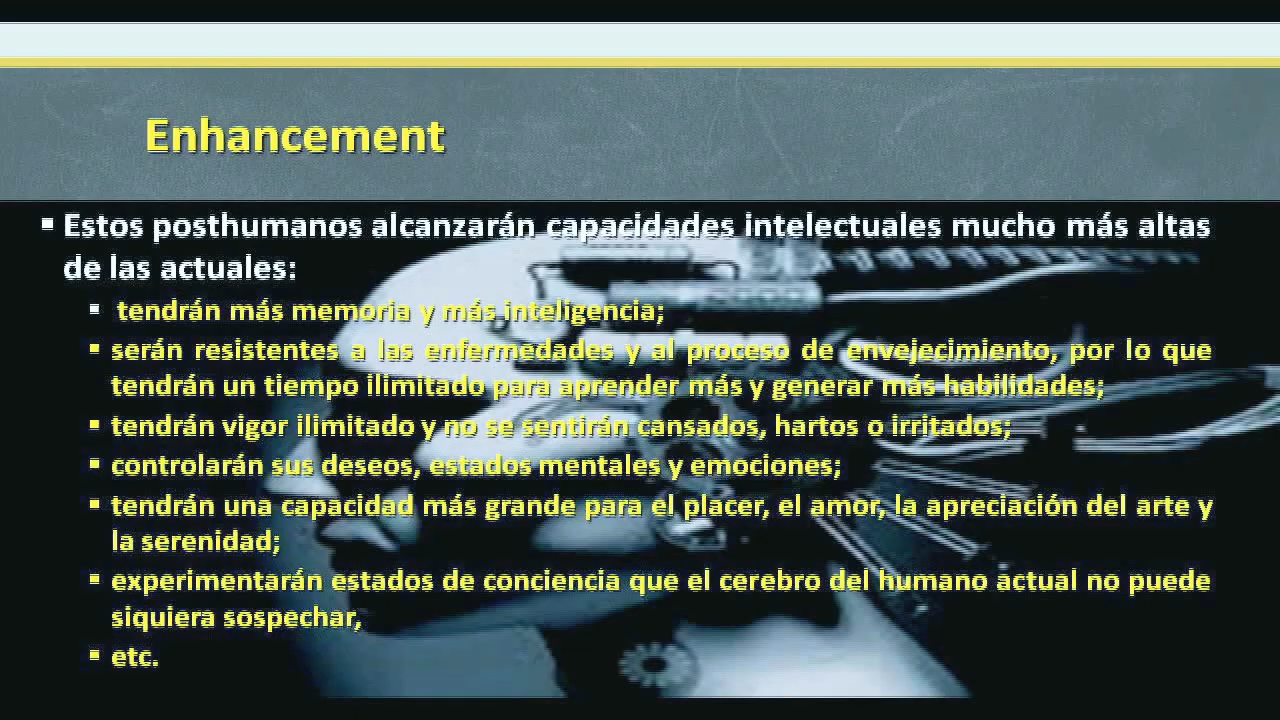 Enhancement
▪ Estos posthumanos alcanzarán capacidades intelectuales mucho más altas
de las actuales:
▪ tendrán más memoria y más inteligencia;
▪ serán resistentes a las enfermedades y al proceso de envejecimiento, por lo que
tendrán un tiempo ilimitado para aprender más y generar más habilidades;
▪ tendrán vigor ilimitado y no se sentirán cansados, hartos o irritados;
▪ controlarán sus deseos, estados mentales y emociones;
▪ tendrán una capacidad más grande para el placer, el amor, la apreciación del arte y
la serenidad;
▪ experimentarán estados de conciencia que el cerebro del humano actual no puede
siquiera sospechar,
▪ etc.